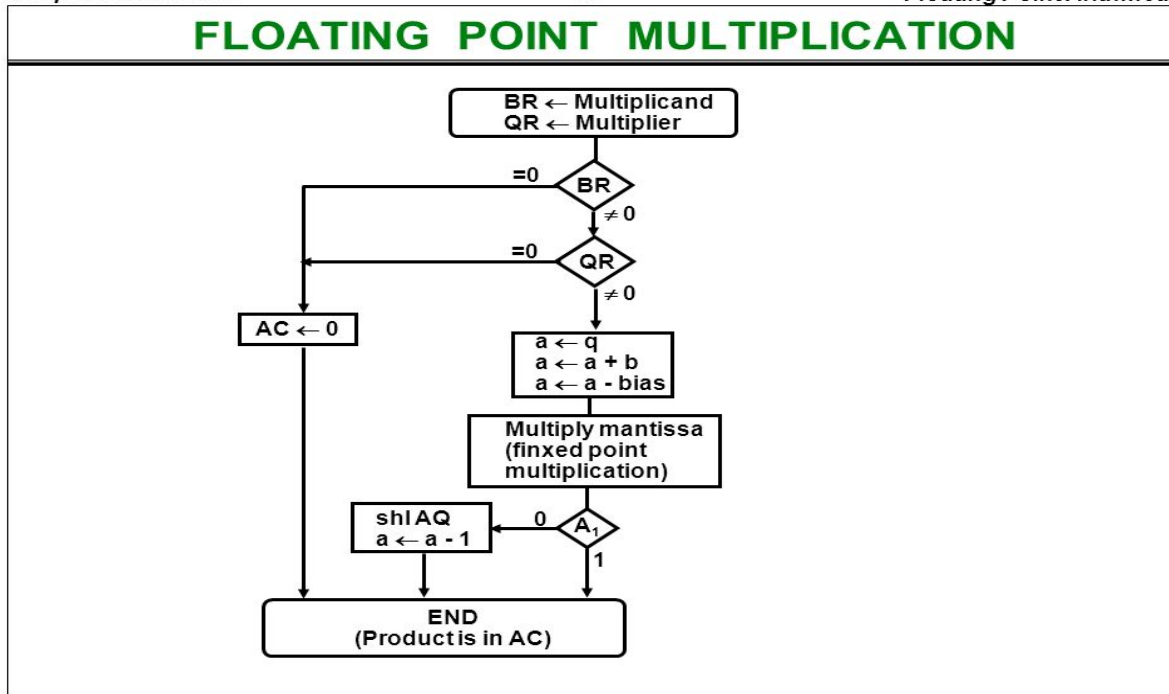 FLOATING POINT MULTIPLICATION
BR ← Multiplicand
QR ← Multiplier
=0
BR
≠ 0
=0
QR
≠ 0
AC ← 0
a ← q
a ← a + b
a ← a - bias
Multiply mantissa
(finxed point
multiplication)
shl AQ
a ← a - 1
0
A₁
1
END
(Product is in AC)